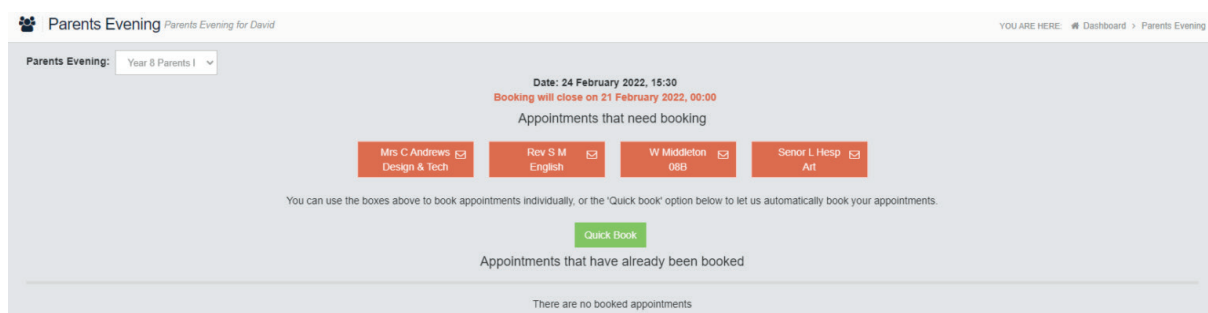 Parents Evening Parents Evening for David
YOU ARE HERE: Dashboard > Parents Evening
Parents Evening: Year 8 Parents I
Date: 24 February 2022, 15:30
Booking will close on 21 February 2022, 00:00
Appointments that need booking
Mrs C Andrews
Design & Tech
Rev S M
English
W Middleton
08B
Senor L Hesp
Art
You can use the boxes above to book appointments individually, or the 'Quick book' option below to let us automatically book your appointments.
Quick Book
Appointments that have already been booked
There are no booked appointments